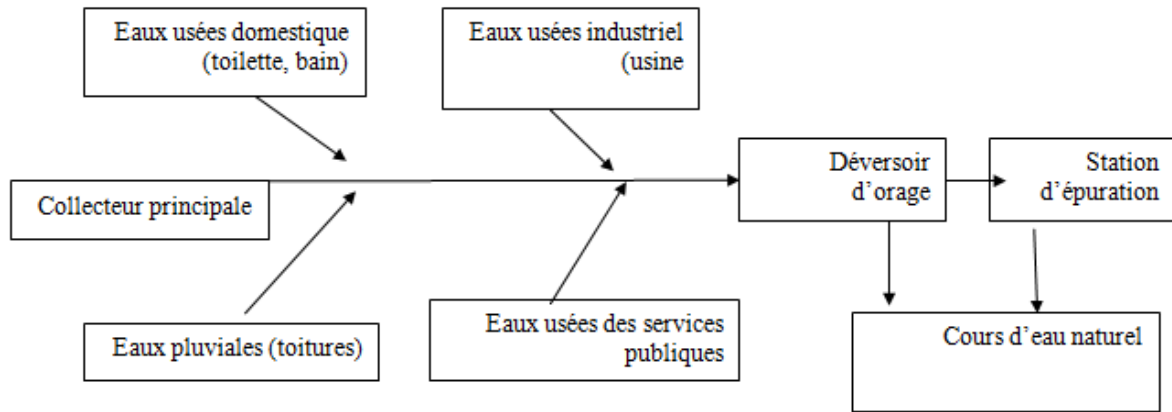 Eaux usées domestique
(toilette, bain)
Eaux usées industriel
(usine
Déversoir
d'orage
Station
d'épuration
Collecteur principale
Eaux pluviales (toitures)
Eaux usées des services
publiques
Cours d'eau naturel